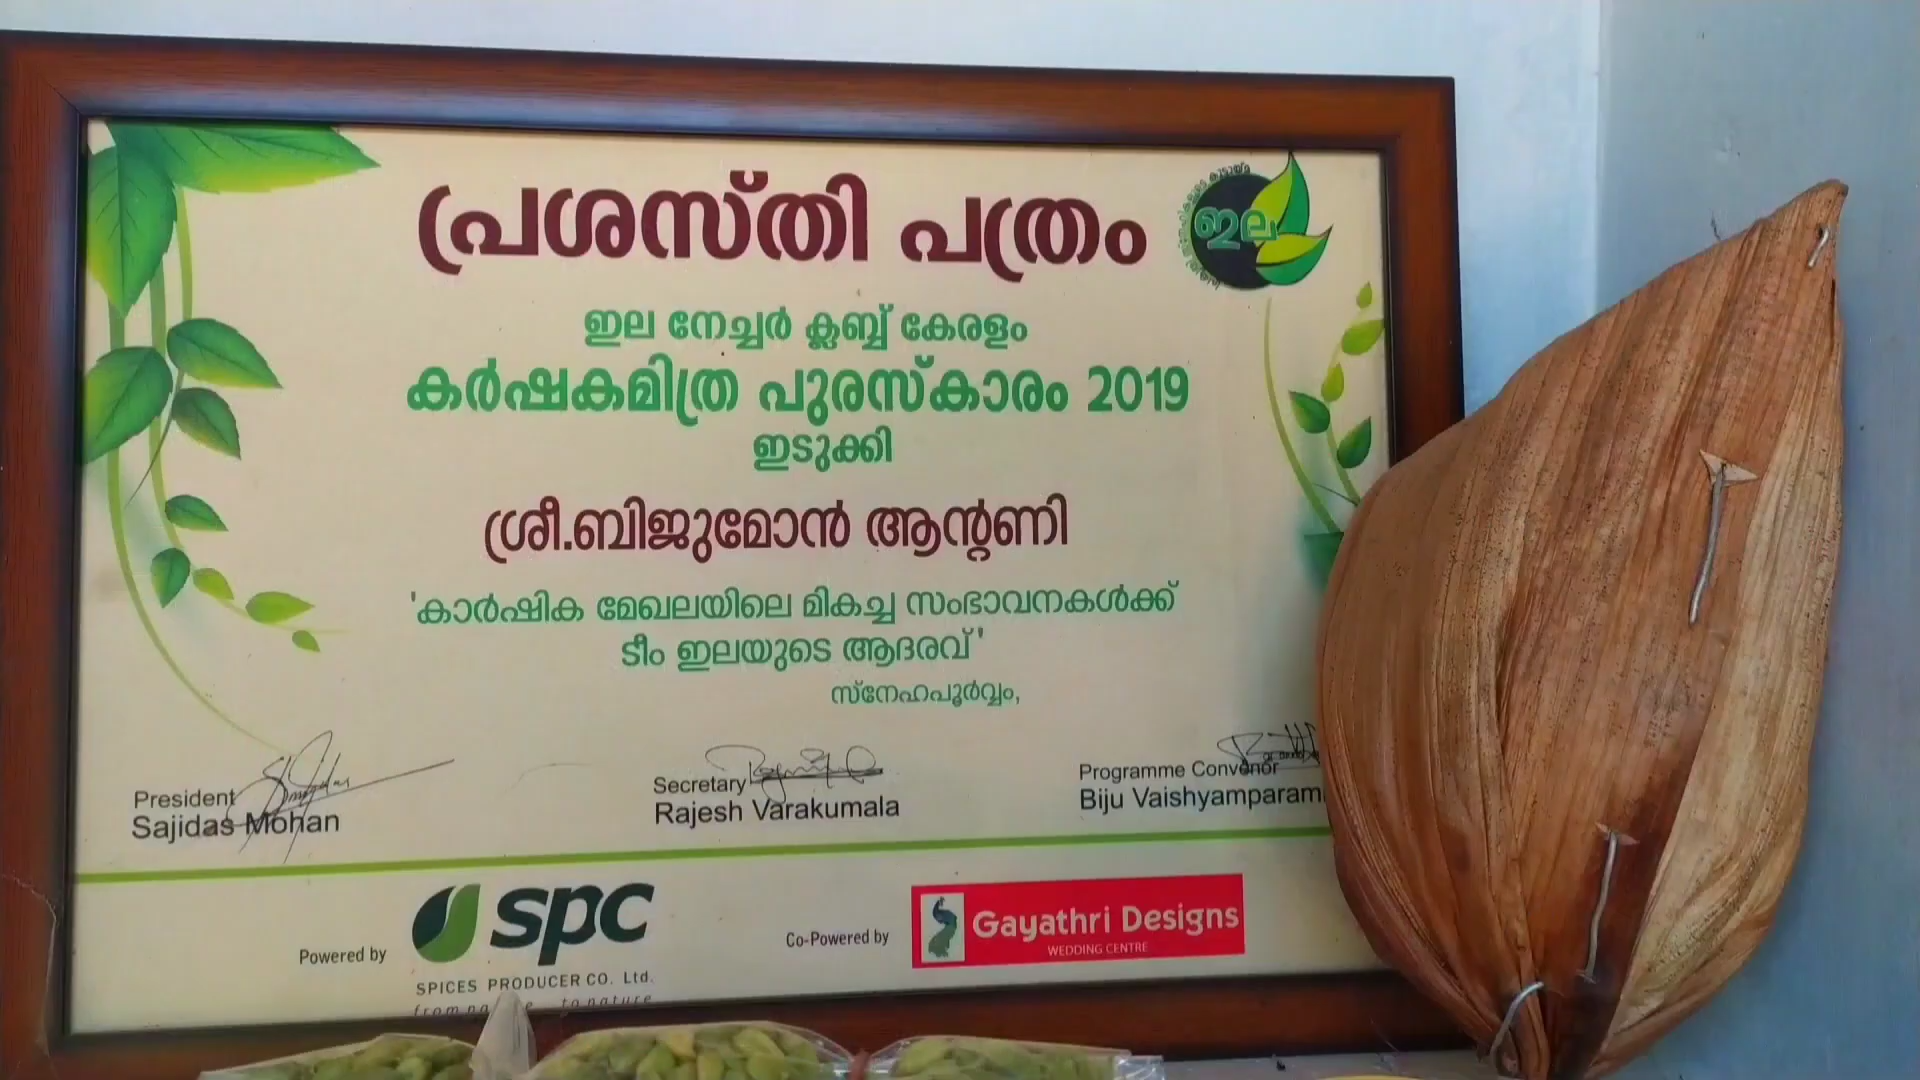 പ്രശസ്തി പത്രം
ഇല
ഇല നേച്ചർ ക്ലബ്ബ് കേരളം
കർഷകമിത്ര പുരസ്കാരം 2019
ഇടുക്കി
ശ്രീ.ബിജുമോൻ ആന്റണി
'കാർഷിക മേഖലയിലെ മികച്ച സംഭാവനകൾക്ക്
ടീം ഇലയുടെ ആദരവ്'
സ്നേഹപൂർവ്വം,
President
Sajidas Mohan
Secretary
Rajesh Varakumala
Programme Convenor
Biju Vaishyamparam
Powered by
spc
SPICES PRODUCER CO. Ltd.
to nature
Co-Powered by
Gayathri Designs
WEDDING CENTRE